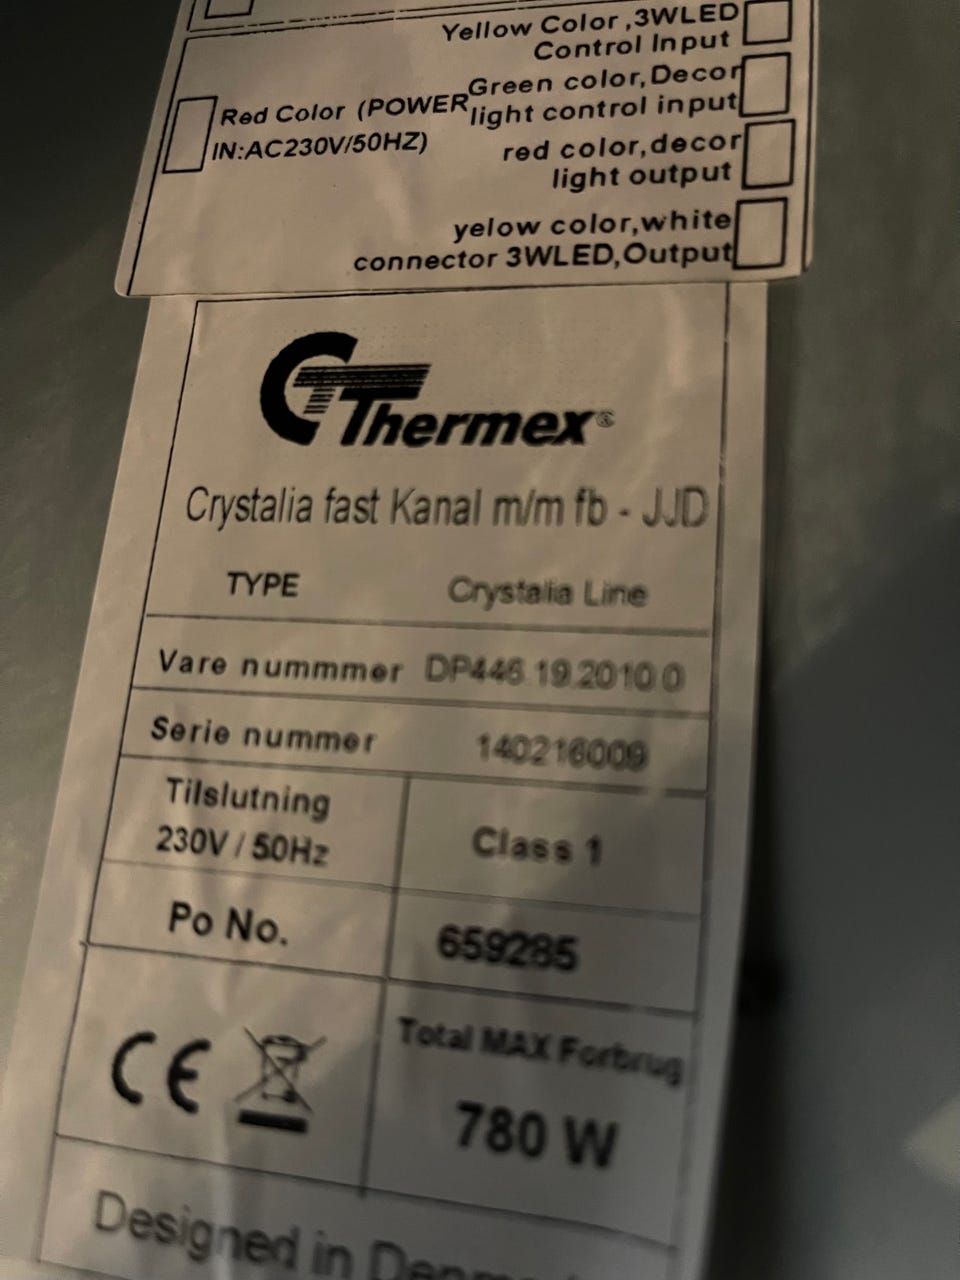 Yellow Color ,3WLED
Control Input
Red Color (POWER
IN:AC230V/50HZ)
Green color,Decor
light control input
red color,decor
light output
yelow color,white
connector 3WLED,Output
Thermex®
Crystalia fast Kanal m/m fb - JJD
TYPE Crystalia Line
Vare nummmer DP446.19.2010.0
Serie nummer 140216009
Tilslutning
230V / 50Hz
Class 1
Po No. 659285
CE
Total MAX Forbrug
780 W
Designed in